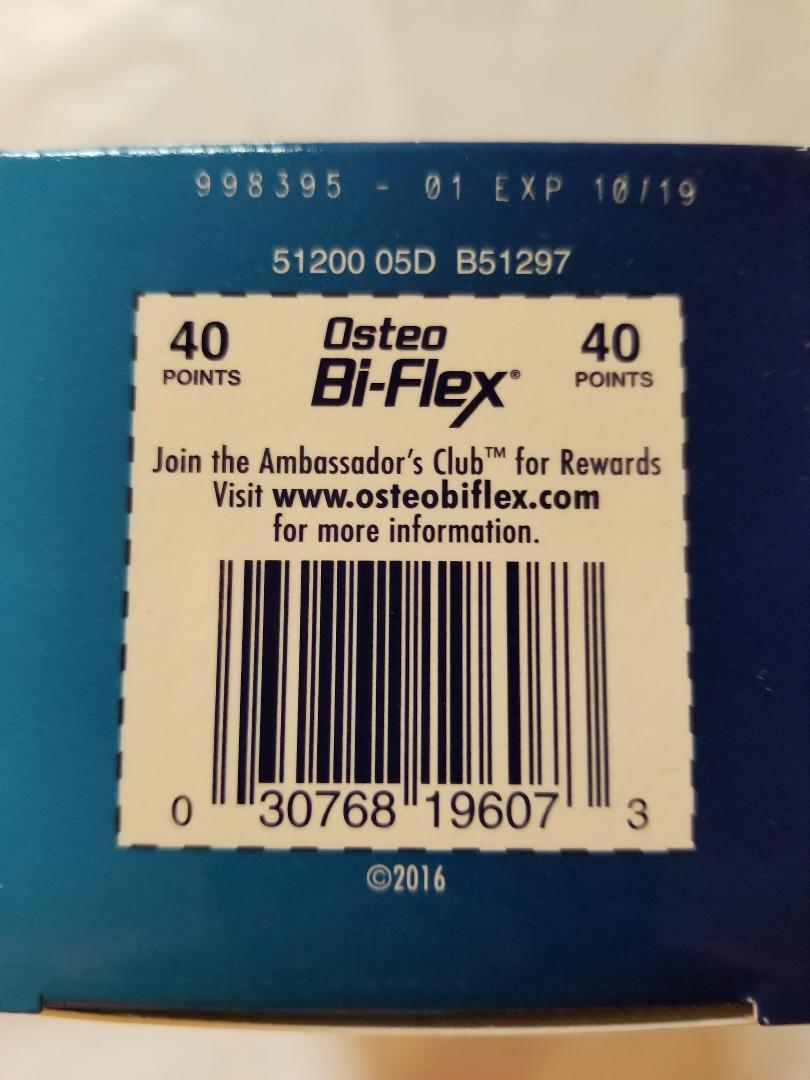 998395 - 01 EXP 10/19
51200 05D B51297
40 POINTS
Osteo Bi-Flex®
40 POINTS
Join the Ambassador's Club™ for Rewards
Visit www.osteobiflex.com
for more information.
0 30768 19607 3
©2016